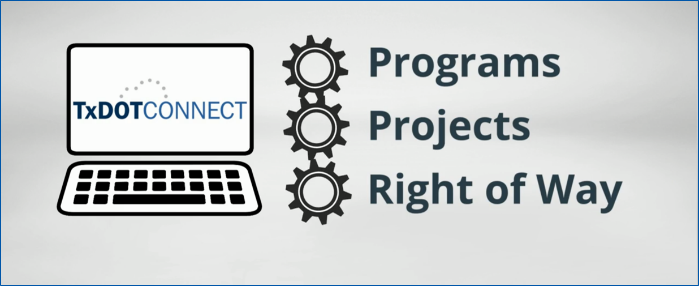 TxDOTCONNECT
Programs
Projects
Right of Way